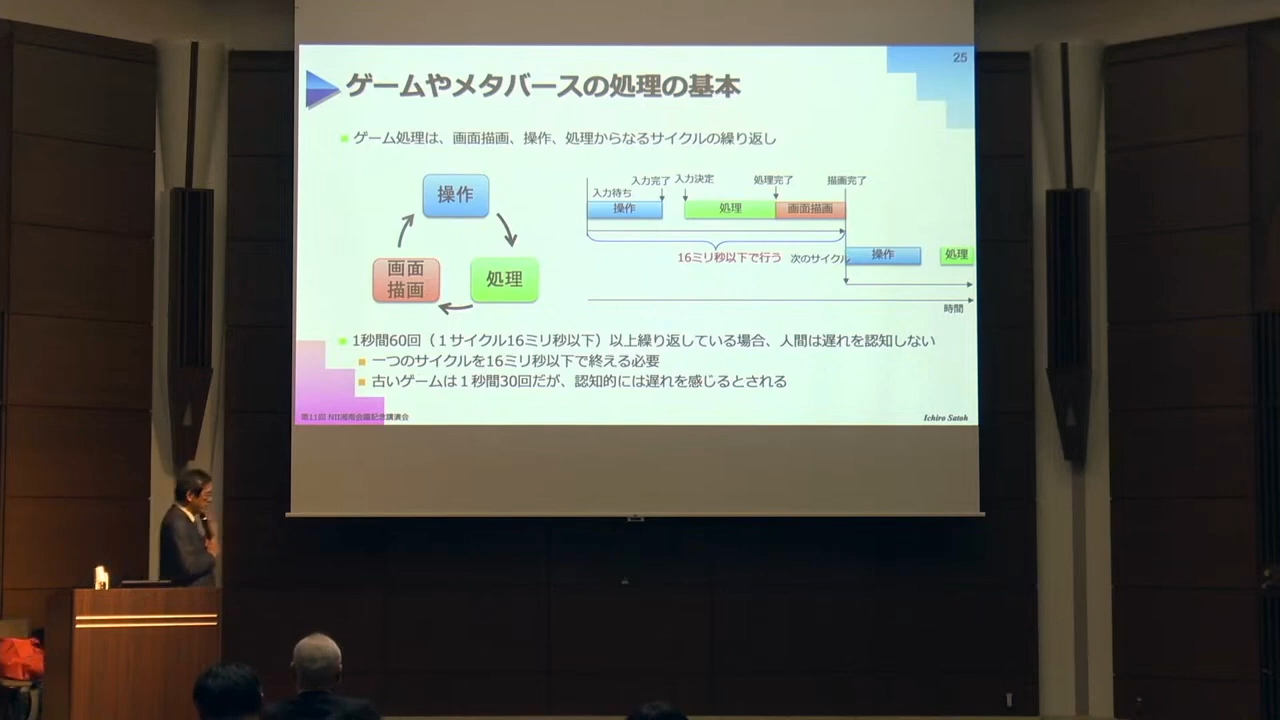 25
ゲームやメタバースの処理の基本
ゲーム処理は、画面描画、操作、処理からなるサイクルの繰り返し
操作
処理
画面
描画
入力待ち
入力完了
入力決定
処理完了
描画完了
操作
処理
画面描画
16ミリ秒以下で行う
次のサイクル
操作
処理
時間
1秒間60回（１サイクル16ミリ秒以下）以上繰り返している場合、人間は遅れを認知しない
一つのサイクルを16ミリ秒以下で終える必要
古いゲームは１秒間30回だが、認知的には遅れを感じるとされる
第11回 NII湘南会議記念講演会
Ichiro Satoh